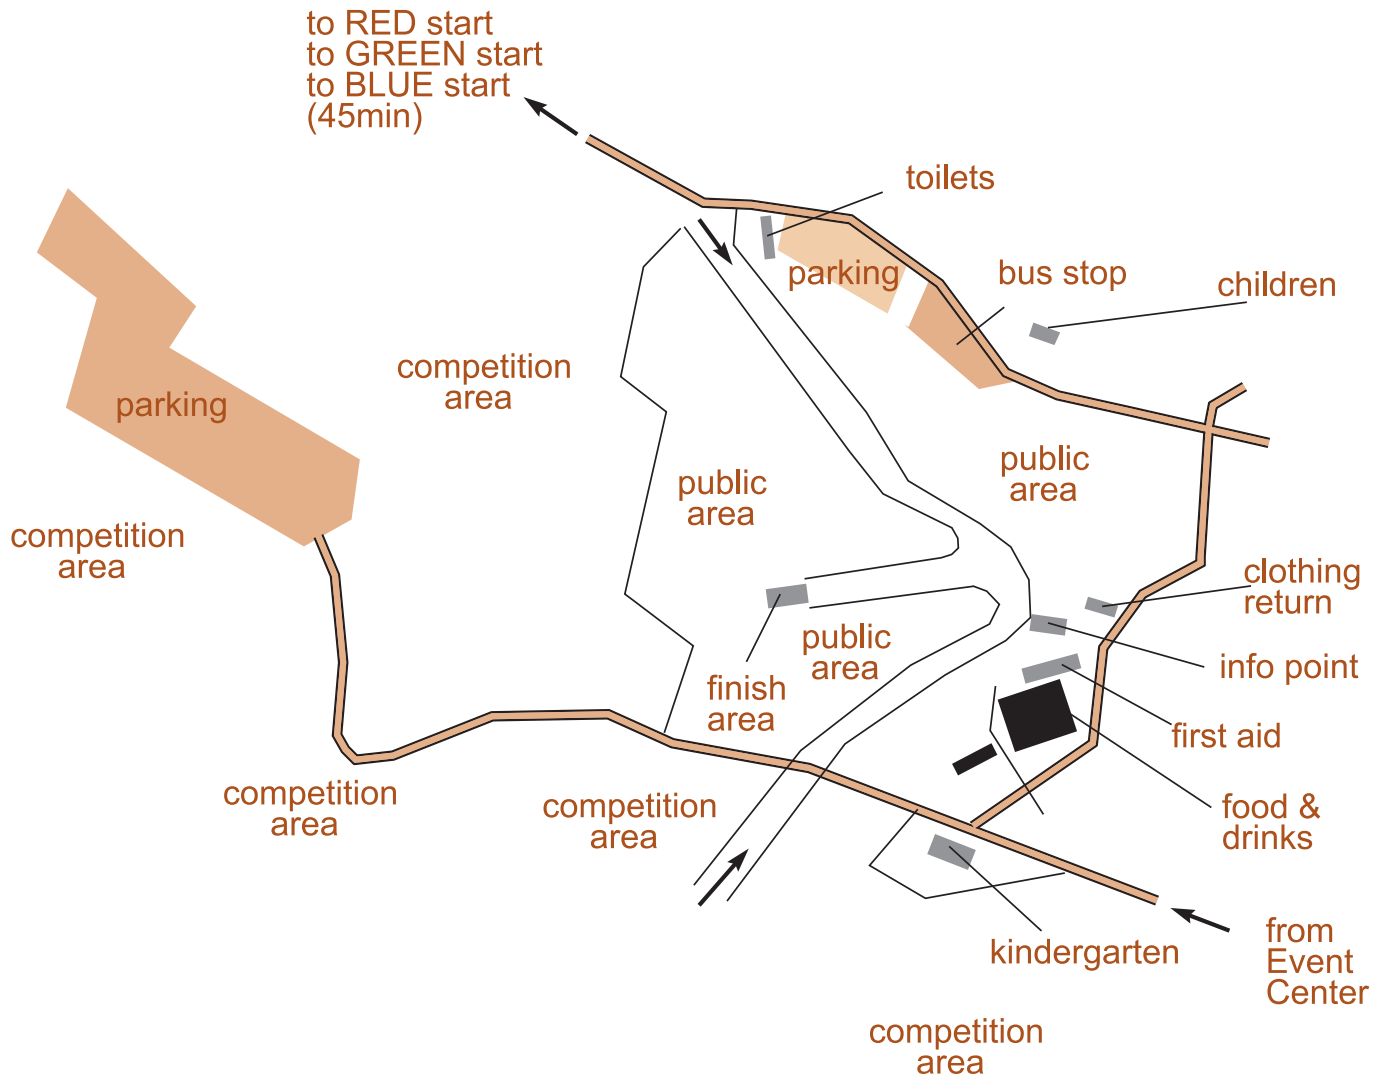 to RED start
to GREEN start
to BLUE start
(45min)
toilets
parking
bus stop
children
competition
area
parking
public
area
public
area
competition
area
clothing
return
public
area
info point
finish
area
first aid
competition
area
competition
area
food &
drinks
kindergarten
from
Event
Center
competition
area